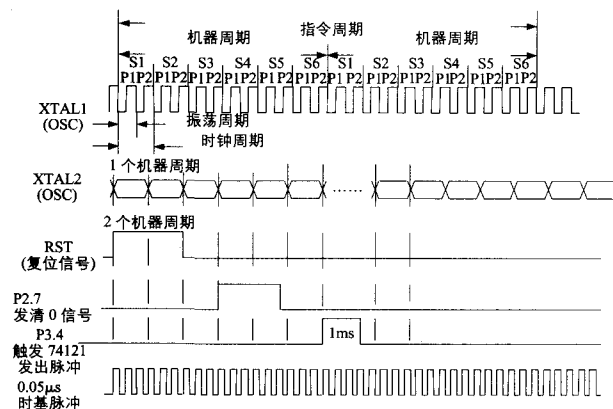 指令周期
机器周期 机器周期
S1 S2 S3 S4 S5 S6 S1 S2 S3 S4 S5 S6
P1P2 P1P2 P1P2 P1P2 P1P2 P1P2 P1P2 P1P2 P1P2 P1P2 P1P2 P1P2
XTAL1
(OSC)
振荡周期
时钟周期
1 个机器周期
XTAL2
(OSC)
2 个机器周期
RST
(复位信号)
P2.7
发清 0 信号
P3.4
1ms
触发 74121
发出脉冲
0.05μs
时基脉冲